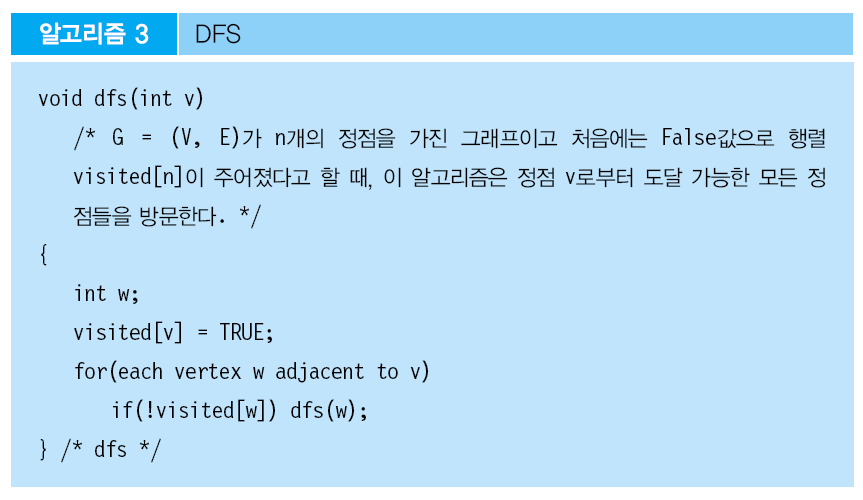 알고리즘 3 DFS
void dfs(int v)
/* G = (V, E)가 n개의 정점을 가진 그래프이고 처음에는 False값으로 행렬
visited[n]이 주어졌다고 할 때, 이 알고리즘은 정점 v로부터 도달 가능한 모든 정
점들을 방문한다. */
{
int w;
visited[v] = TRUE;
for(each vertex w adjacent to v)
if(!visited[w]) dfs(w);
} /* dfs */